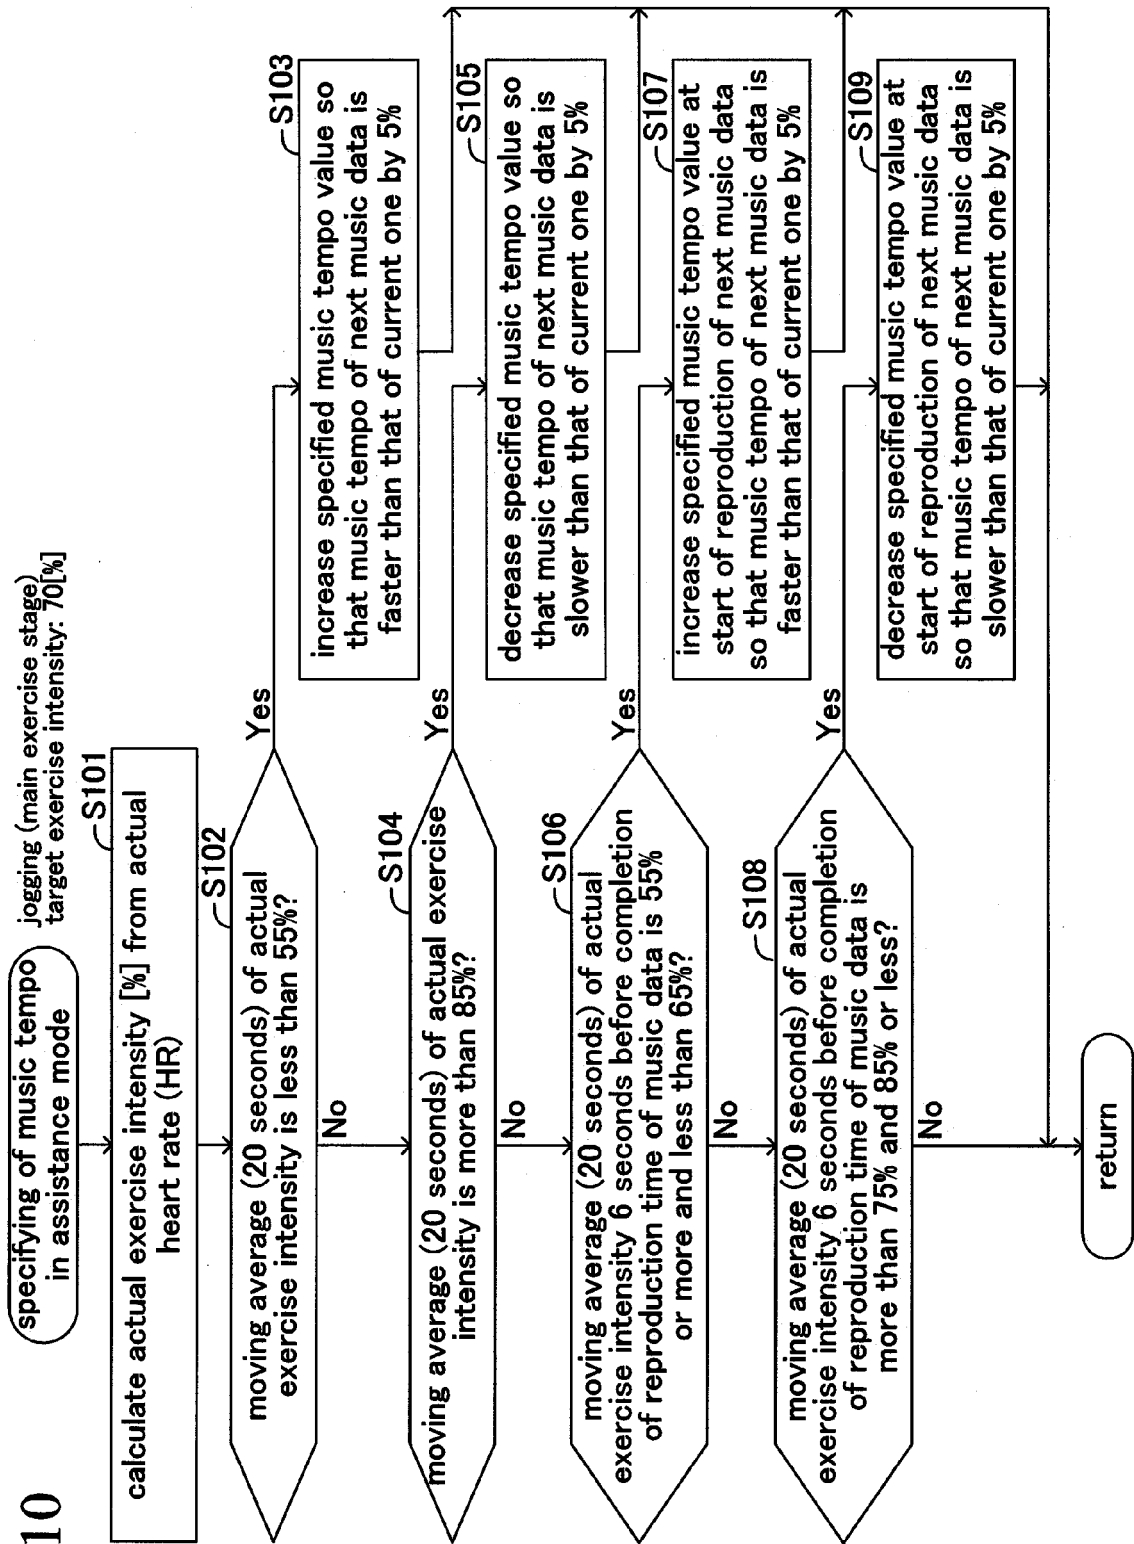 10
specifying of music tempo
in assistance mode
jogging (main exercise stage)
target exercise intensity: 70[%]
S101
calculate actual exercise intensity [%] from actual
heart rate (HR)
S102
moving average (20 seconds) of actual
exercise intensity is less than 55%?
Yes
No
S103
increase specified music tempo value so
that music tempo of next music data is
faster than that of current one by 5%
S104
moving average (20 seconds) of actual exercise
intensity is more than 85%?
Yes
No
S105
decrease specified music tempo value so
that music tempo of next music data is
slower than that of current one by 5%
S106
moving average (20 seconds) of actual
exercise intensity 6 seconds before completion
of reproduction time of music data is 55%
or more and less than 65%?
Yes
No
S107
increase specified music tempo value at
start of reproduction of next music data
so that music tempo of next music data is
faster than that of current one by 5%
S108
moving average (20 seconds) of actual
exercise intensity 6 seconds before completion
of reproduction time of music data is
more than 75% and 85% or less?
Yes
No
S109
decrease specified music tempo value at
start of reproduction of next music data
so that music tempo of next music data is
slower than that of current one by 5%
return